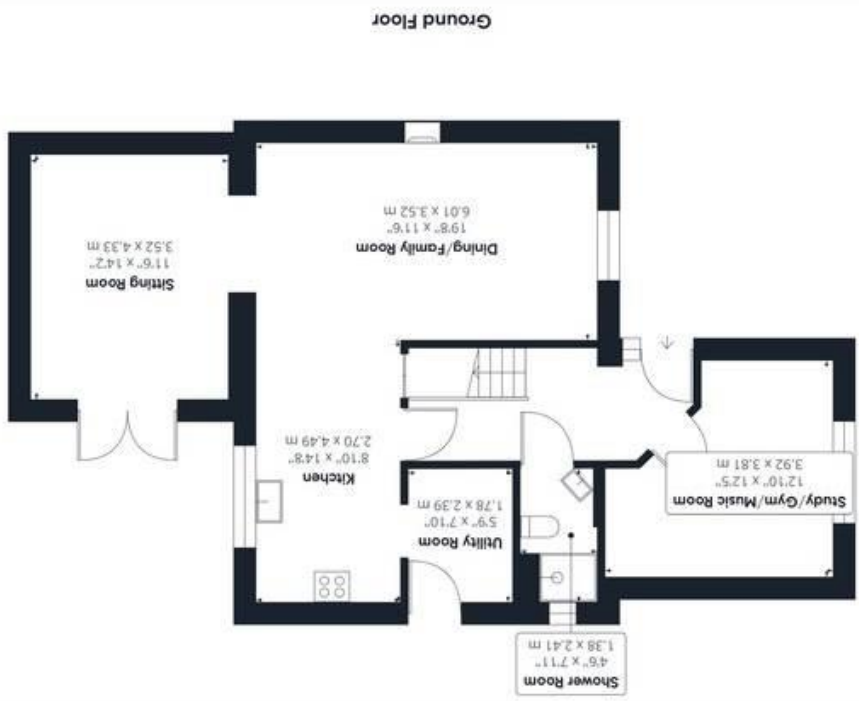 Shower Room
4'6" x 7'11"
1.38 x 2.41 m
Utility Room
5'9" x 7'10"
1.78 x 2.39 m
Study/Gym/Music Room
12'10" x 12'5"
3.92 x 3.81 m
Kitchen
8'10" x 14'8"
2.70 x 4.49 m
Sitting Room
11'6" x 14'2"
3.52 x 4.33 m
Dining/Family Room
19'8" x 11'6"
6.01 x 3.52 m
Ground Floor